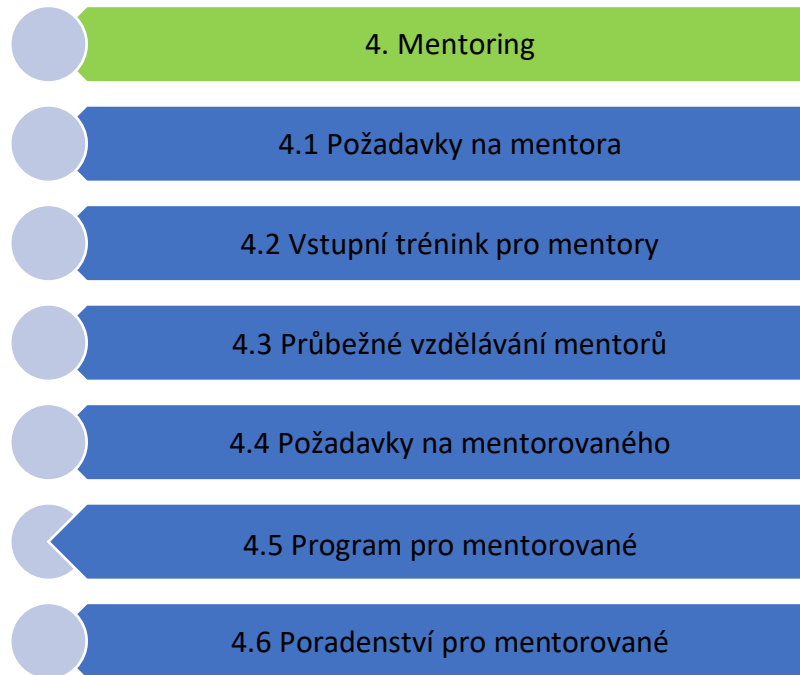 4. Mentoring
4.1 Požadavky na mentora
4.2 Vstupní trénink pro mentory
4.3 Průbežné vzdělávání mentorů
4.4 Požadavky na mentorovaného
4.5 Program pro mentorované
4.6 Poradenství pro mentorované